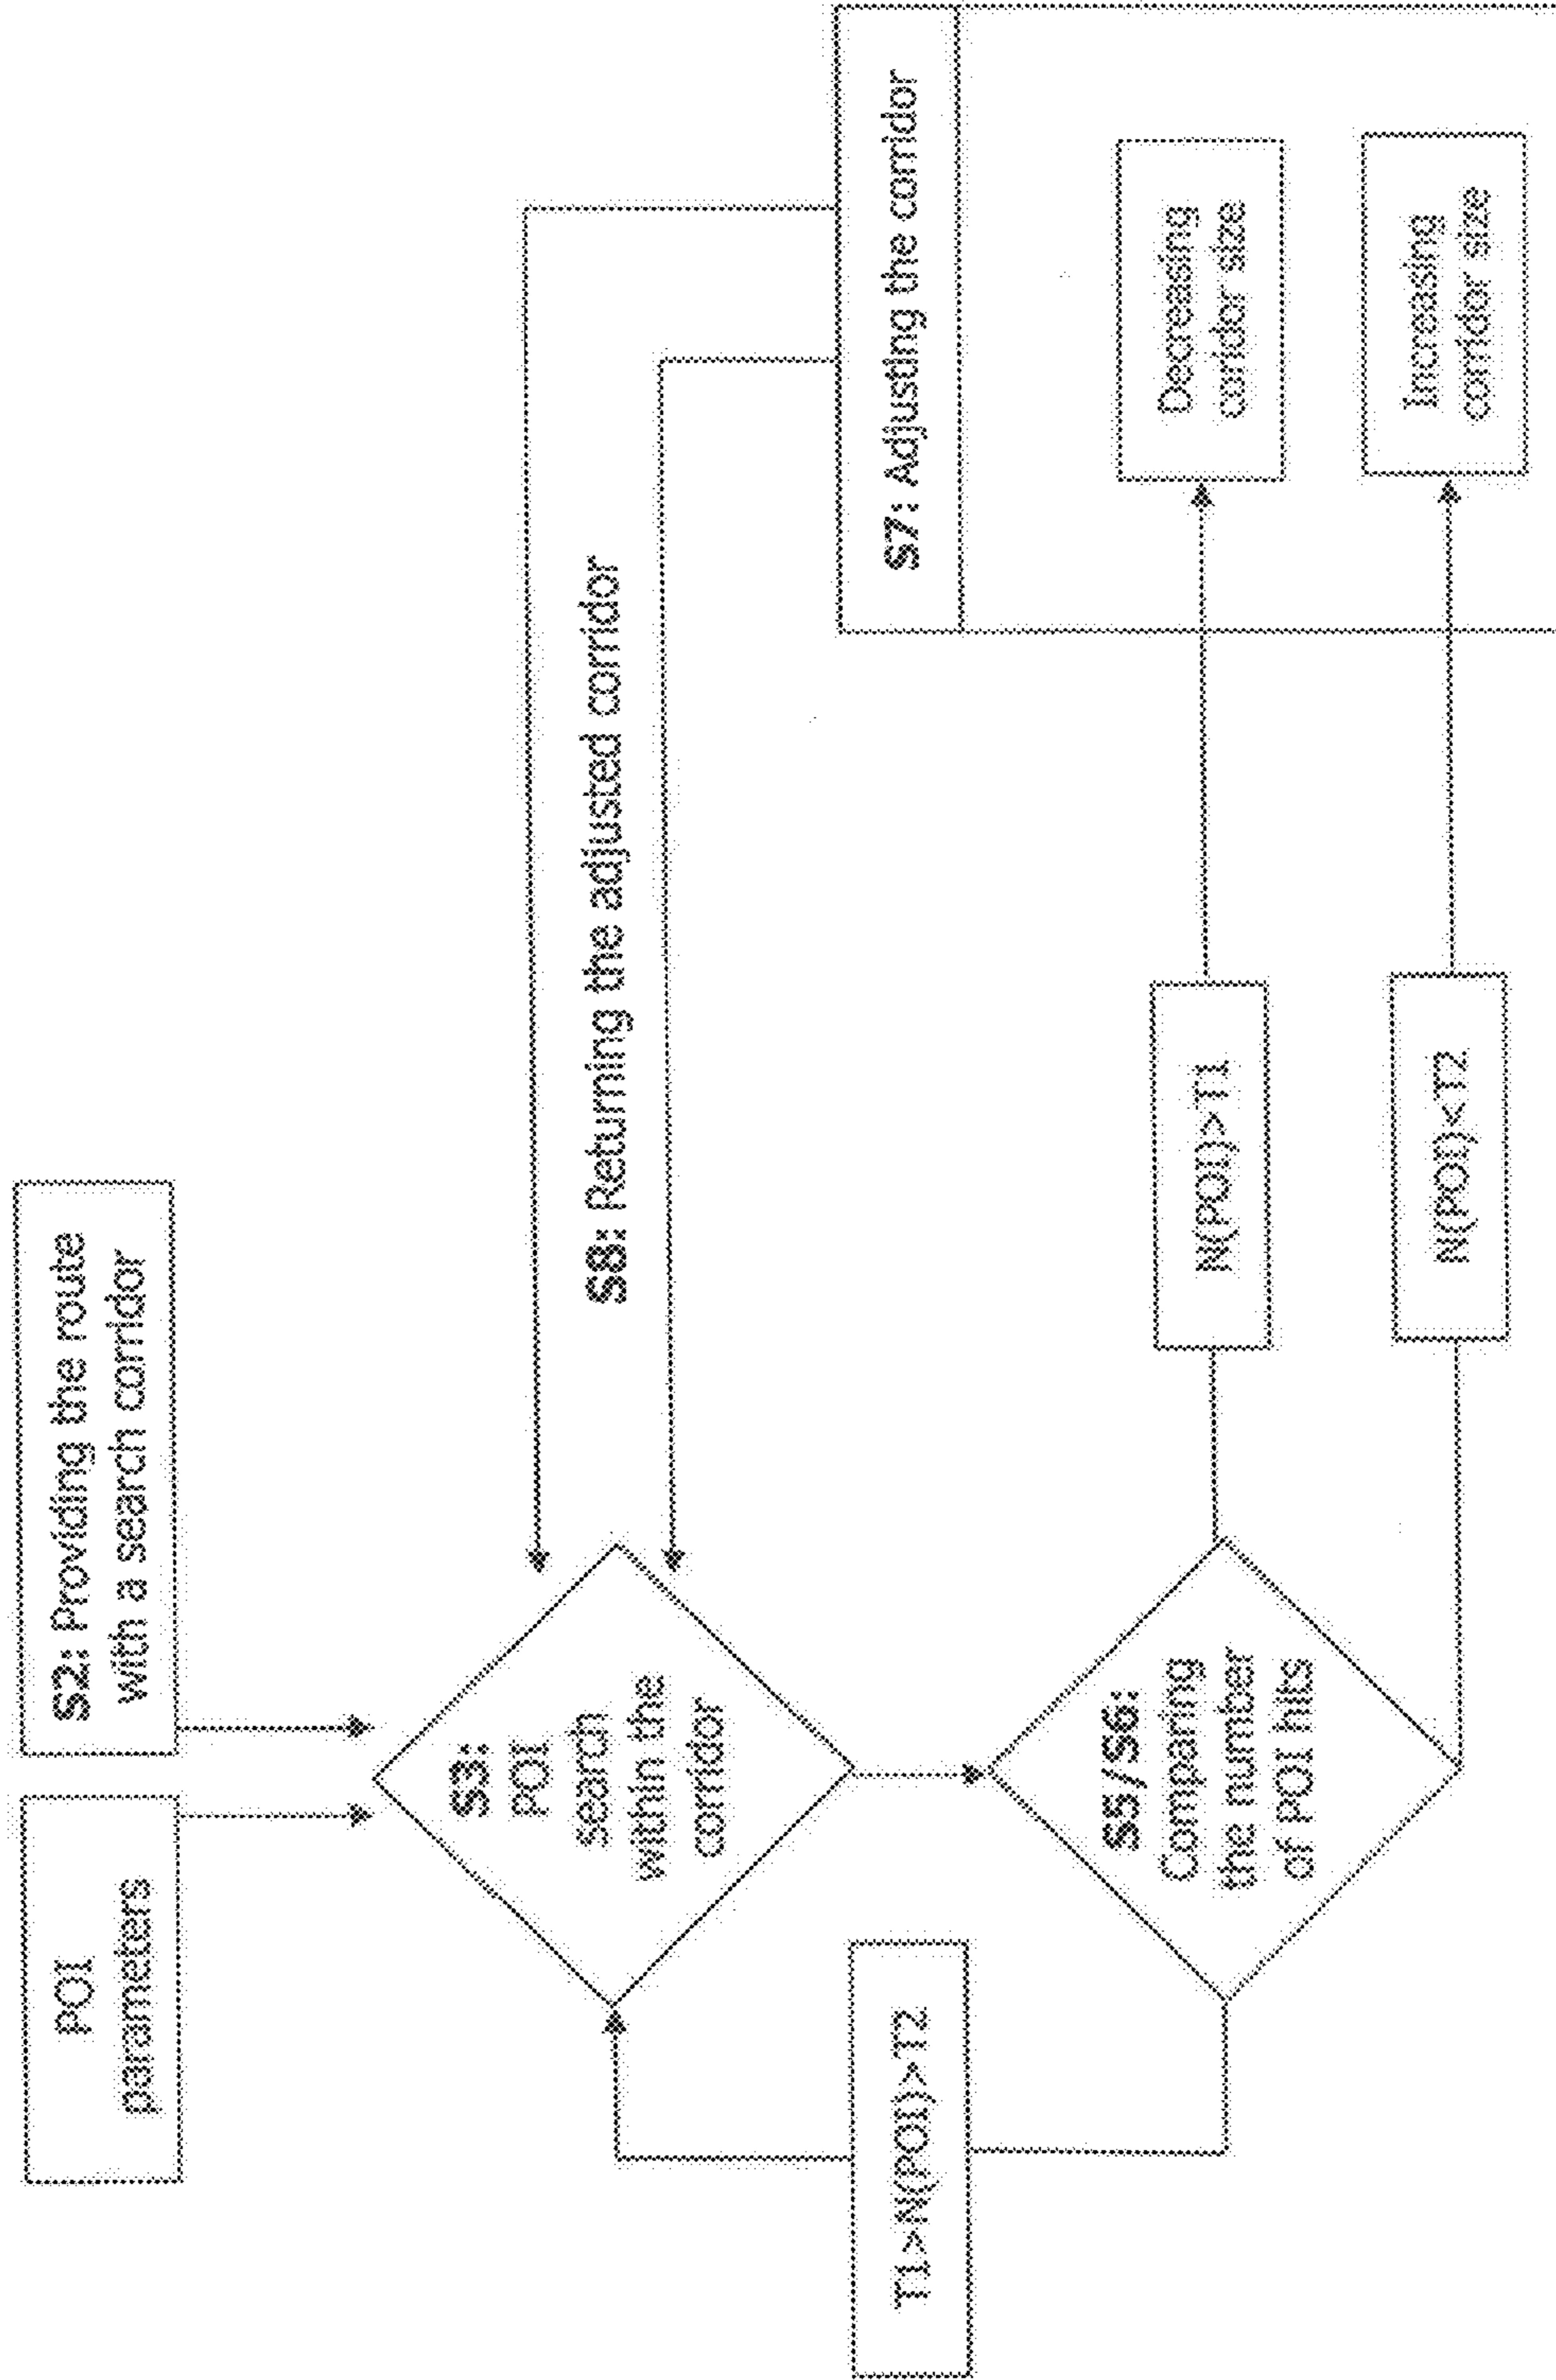 POI
parameters
S2: Providing the route
with a search corridor
S3:
POI
search
within the
corridor
S8: Returning the adjusted corridor
T1>N(POI)>T2
S5/S6:
Comparing
the number
of POI hits
N(POI)>T1
N(POI)<T2
S7: Adjusting the corridor
Decreasing
corridor size
Increasing
corridor size